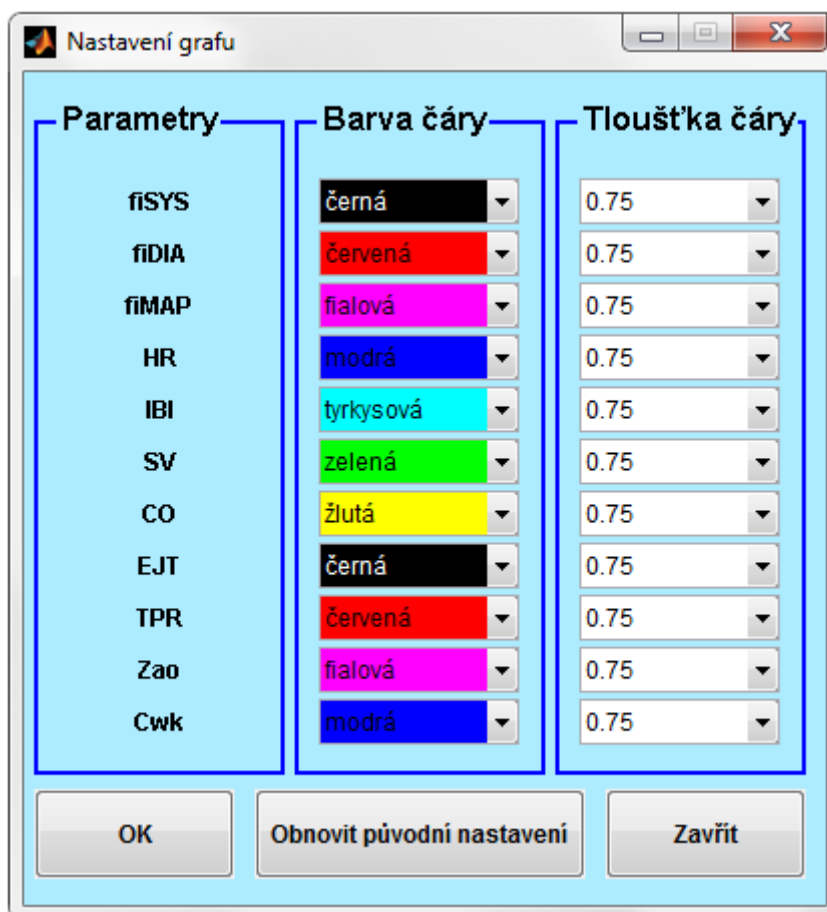 Nastavení grafu
Parametry Barva čáry Tloušťka čáry
fiSYS černá 0.75
fiDIA červená 0.75
fiMAP fialová 0.75
HR modrá 0.75
IBI tyrkysová 0.75
SV zelená 0.75
CO žlutá 0.75
EJT černá 0.75
TPR červená 0.75
Zao fialová 0.75
Cwk modrá 0.75
OK Obnovit původní nastavení Zavřít